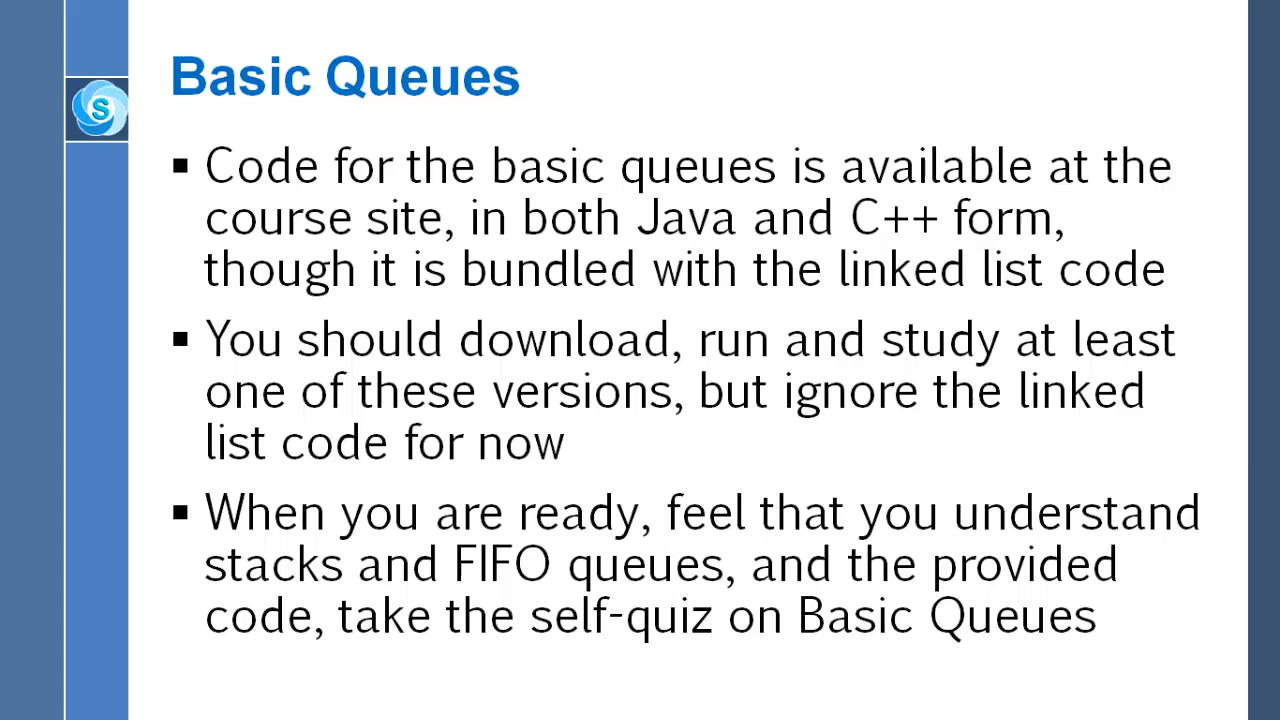 Basic Queues
S
▪ Code for the basic queues is available at the
course site, in both Java and C++ form,
though it is bundled with the linked list code
▪ You should download, run and study at least
one of these versions, but ignore the linked
list code for now
▪ When you are ready, feel that you understand
stacks and FIFO queues, and the provided
code, take the self-quiz on Basic Queues